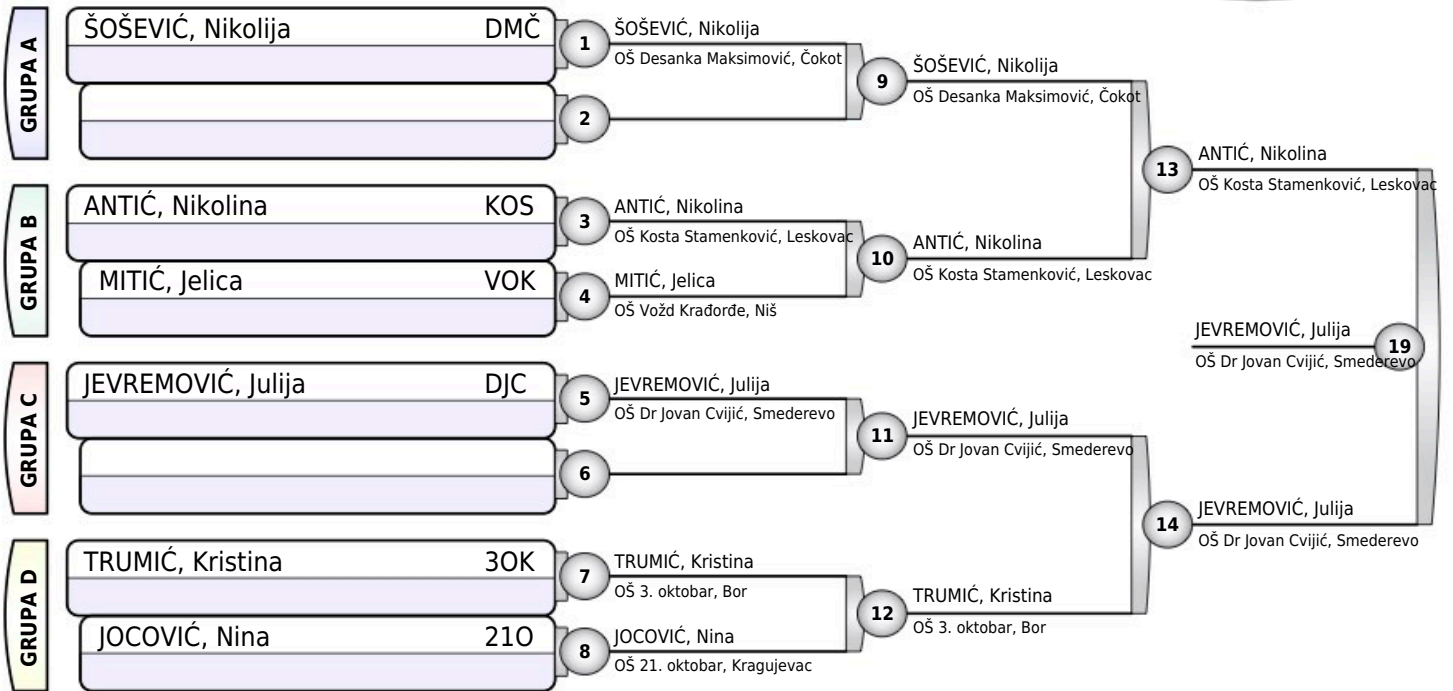 GRUPA A
ŠOŠEVIĆ, Nikolija DMČ
1
ŠOŠEVIĆ, Nikolija
OŠ Desanka Maksimović, Čokot
2
9
ŠOŠEVIĆ, Nikolija
OŠ Desanka Maksimović, Čokot
GRUPA B
ANTIĆ, Nikolina KOS
3
ANTIĆ, Nikolina
OŠ Kosta Stamenković, Leskovac
MITIĆ, Jelica VOK
4
MITIĆ, Jelica
OŠ Vožd Krađorđe, Niš
10
ANTIĆ, Nikolina
OŠ Kosta Stamenković, Leskovac
13
ANTIĆ, Nikolina
OŠ Kosta Stamenković, Leskovac
GRUPA C
JEVREMOVIĆ, Julija DJC
5
JEVREMOVIĆ, Julija
OŠ Dr Jovan Cvijić, Smederevo
6
11
JEVREMOVIĆ, Julija
OŠ Dr Jovan Cvijić, Smederevo
GRUPA D
TRUMIĆ, Kristina 3OK
7
TRUMIĆ, Kristina
OŠ 3. oktobar, Bor
JOCOVIĆ, Nina 21O
8
JOCOVIĆ, Nina
OŠ 21. oktobar, Kragujevac
12
TRUMIĆ, Kristina
OŠ 3. oktobar, Bor
14
JEVREMOVIĆ, Julija
OŠ Dr Jovan Cvijić, Smederevo
JEVREMOVIĆ, Julija
OŠ Dr Jovan Cvijić, Smederevo
19